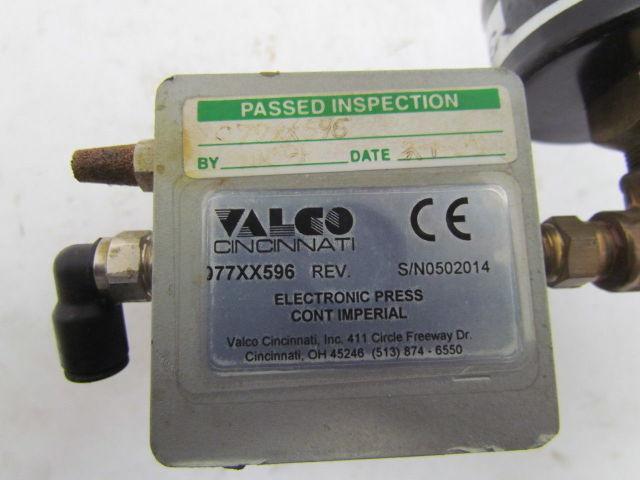 PASSED INSPECTION
077XX596
BY DATE
VALCO
CINCINNATI
CE
077XX596 REV. S/N0502014
ELECTRONIC PRESS
CONT IMPERIAL
Valco Cincinnati, Inc. 411 Circle Freeway Dr.
Cincinnati, OH 45246 (513) 874 - 6550